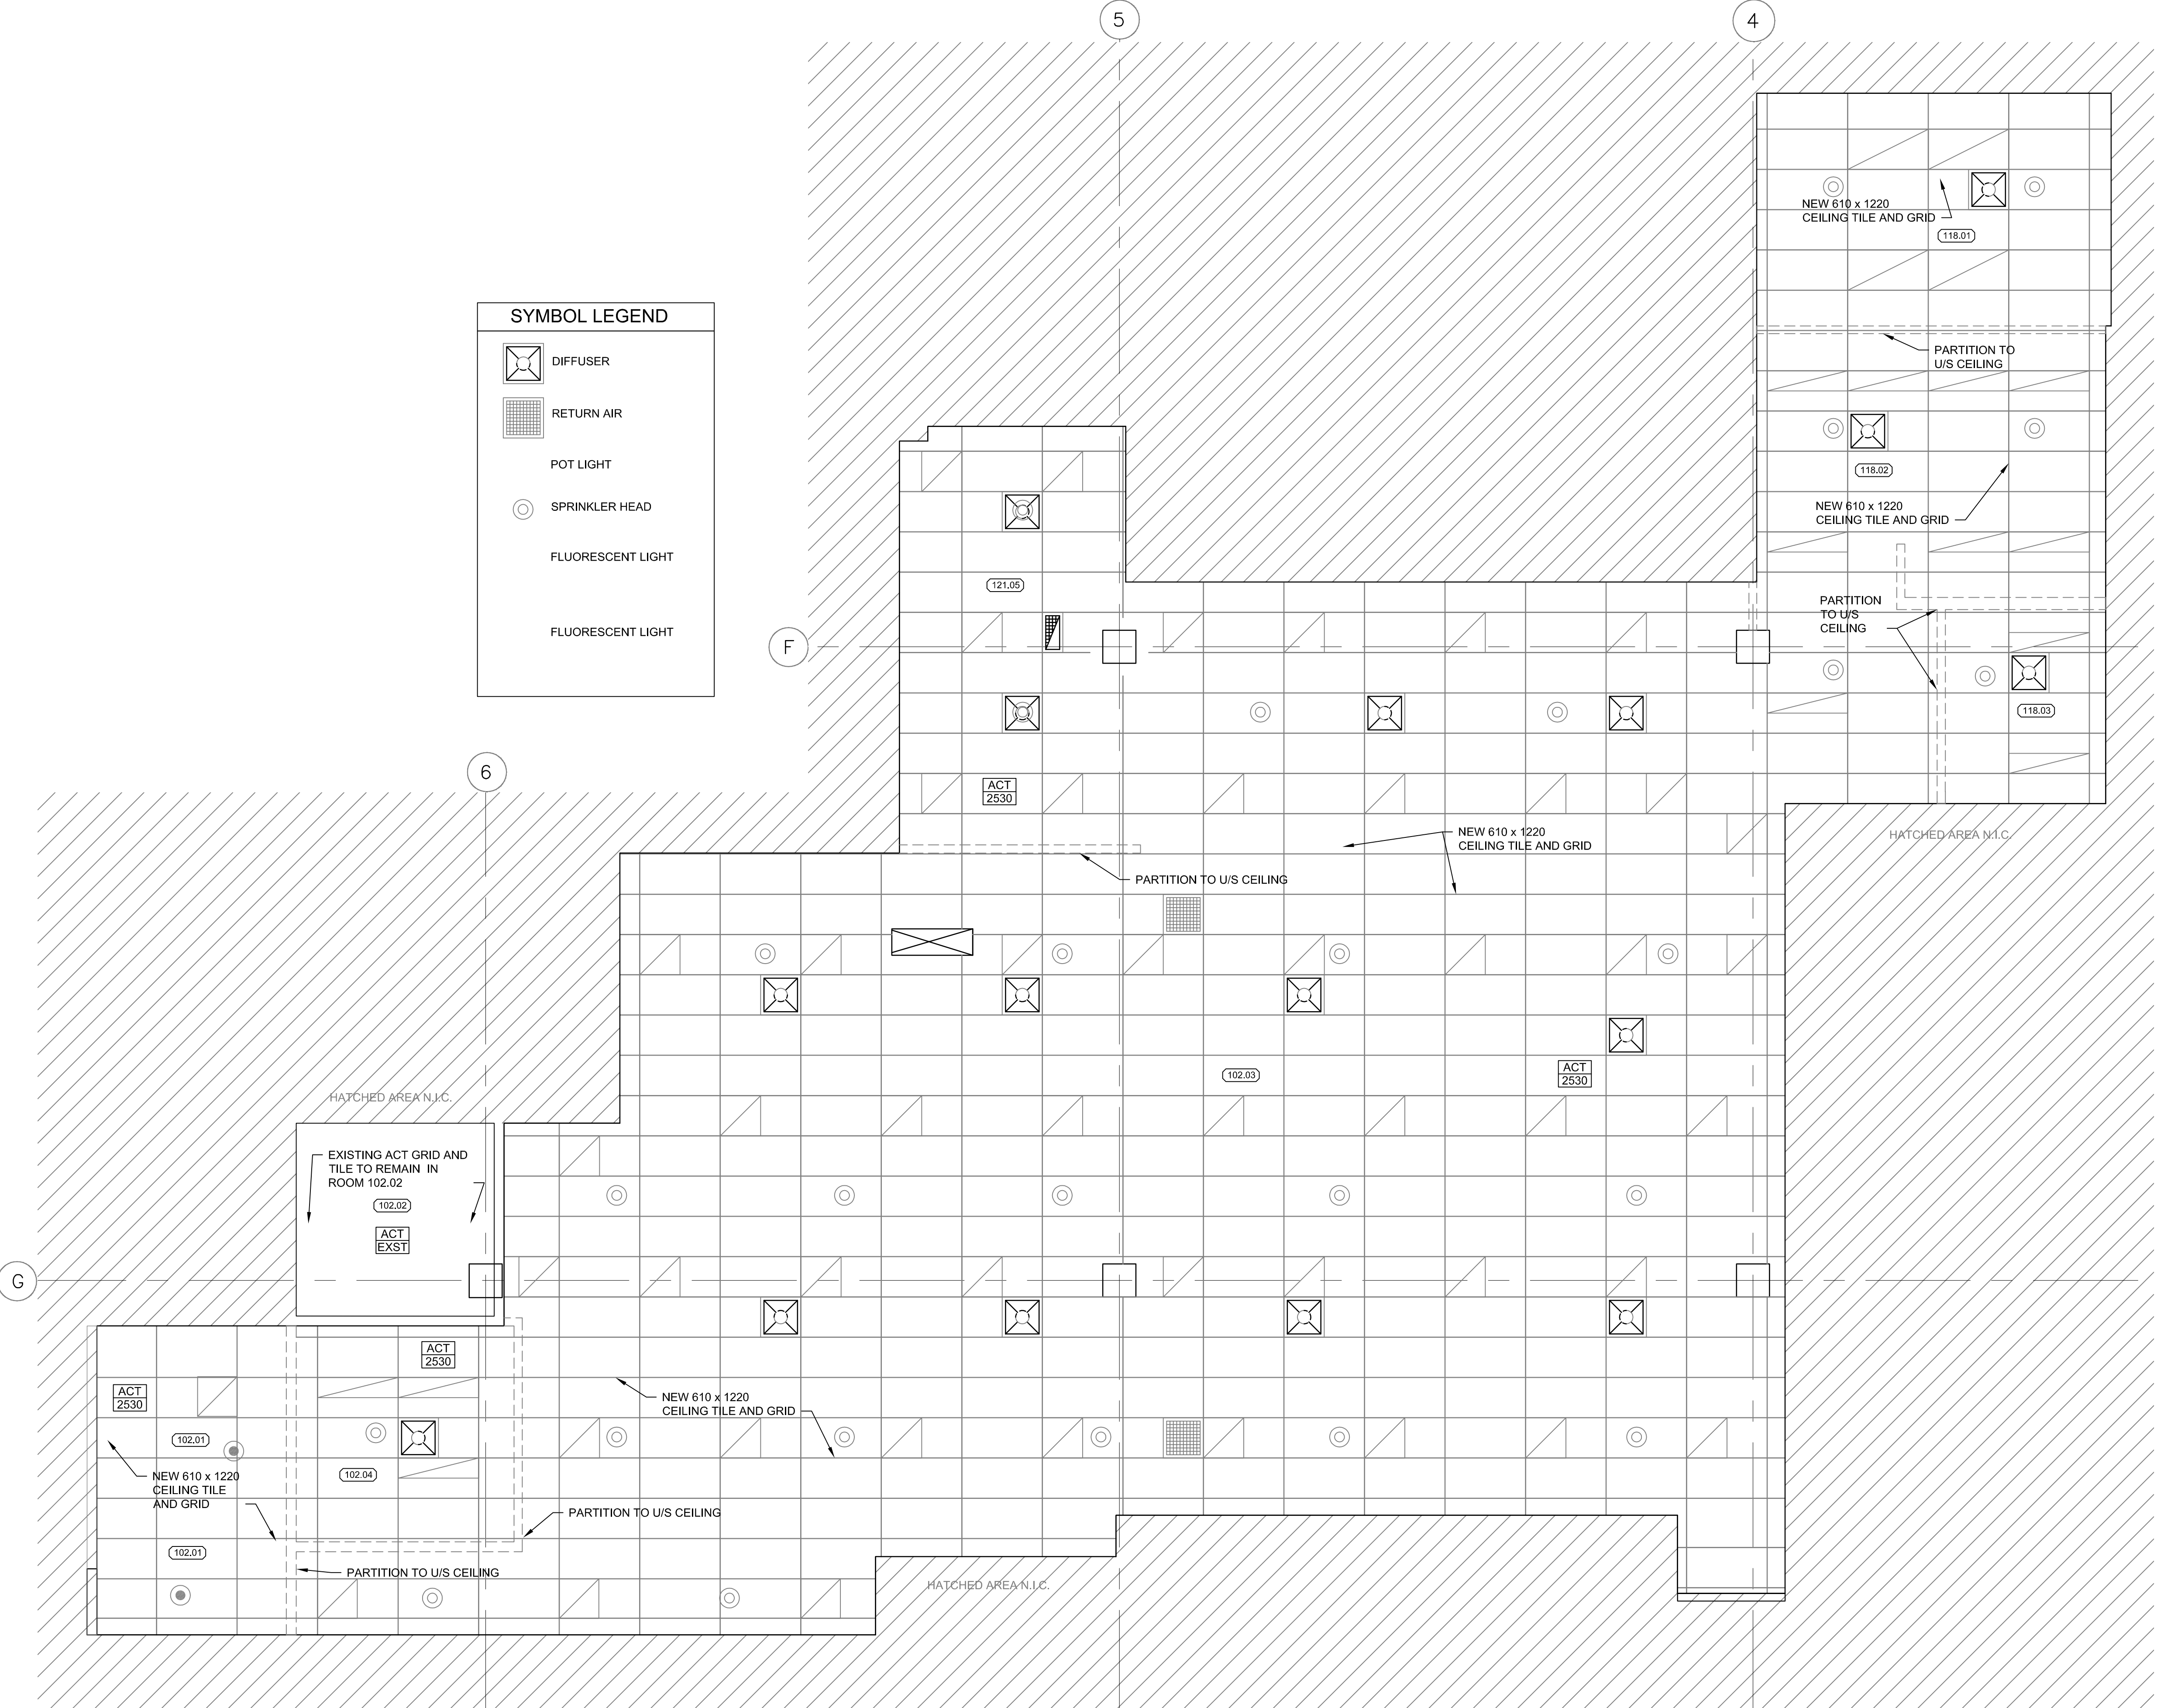 5
4
NEW 610 x 1220
CEILING TILE AND GRID
118.01
SYMBOL LEGEND
DIFFUSER
RETURN AIR
POT LIGHT
SPRINKLER HEAD
FLUORESCENT LIGHT
FLUORESCENT LIGHT
PARTITION TO
U/S CEILING
118.02
NEW 610 x 1220
CEILING TILE AND GRID
121.05
PARTITION
TO U/S
CEILING
F
118.03
6
ACT
2530
NEW 610 x 1220
CEILING TILE AND GRID
HATCHED AREA N.I.C.
PARTITION TO U/S CEILING
102.03
ACT
2530
HATCHED AREA N.I.C.
EXISTING ACT GRID AND
TILE TO REMAIN IN
ROOM 102.02
102.02
ACT
EXST
G
ACT
2530
ACT
2530
NEW 610 x 1220
CEILING TILE AND GRID
102.01
102.04
NEW 610 x 1220
CEILING TILE
AND GRID
PARTITION TO U/S CEILING
102.01
PARTITION TO U/S CEILING
HATCHED AREA N.I.C.